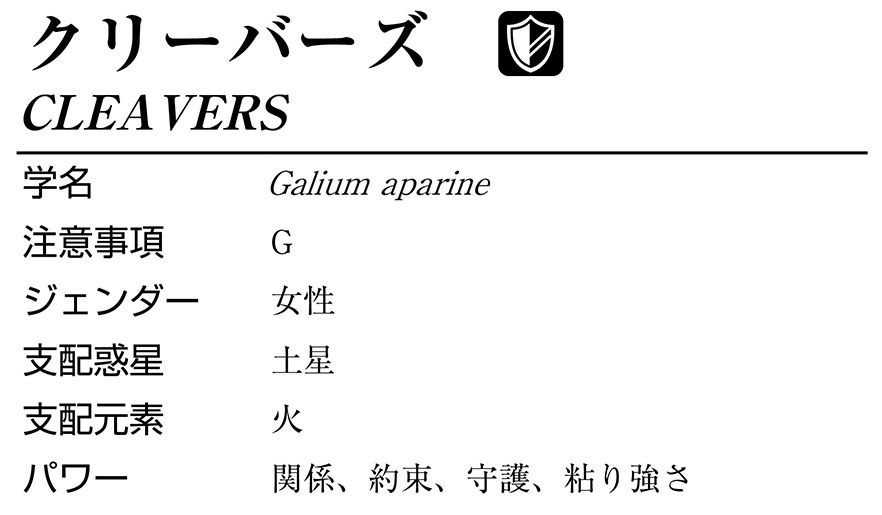 クリーバーズ
CLEAVERS
学名 Galium aparine
注意事項 G
ジェンダー 女性
支配惑星 土星
支配元素 火
パワー 関係、約束、守護、粘り強さ